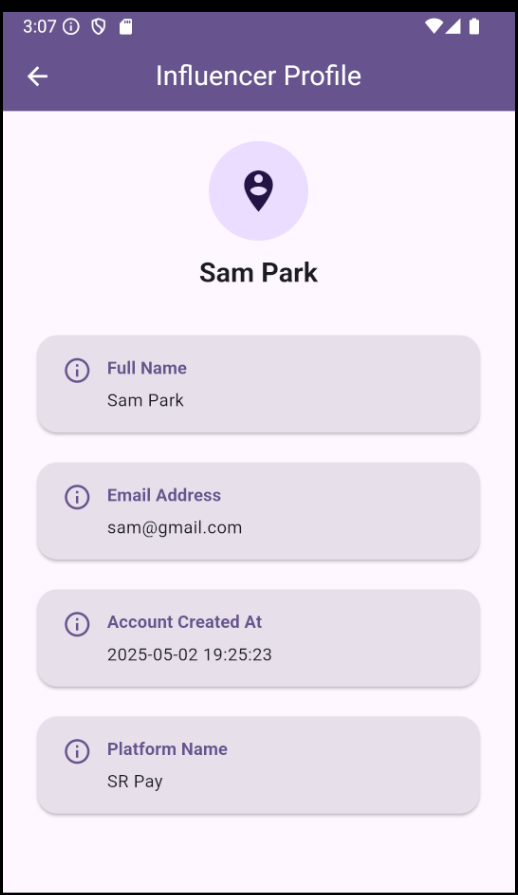 3:07
Influencer Profile
Sam Park
Full Name
Sam Park
Email Address
sam@gmail.com
Account Created At
2025-05-02 19:25:23
Platform Name
SR Pay